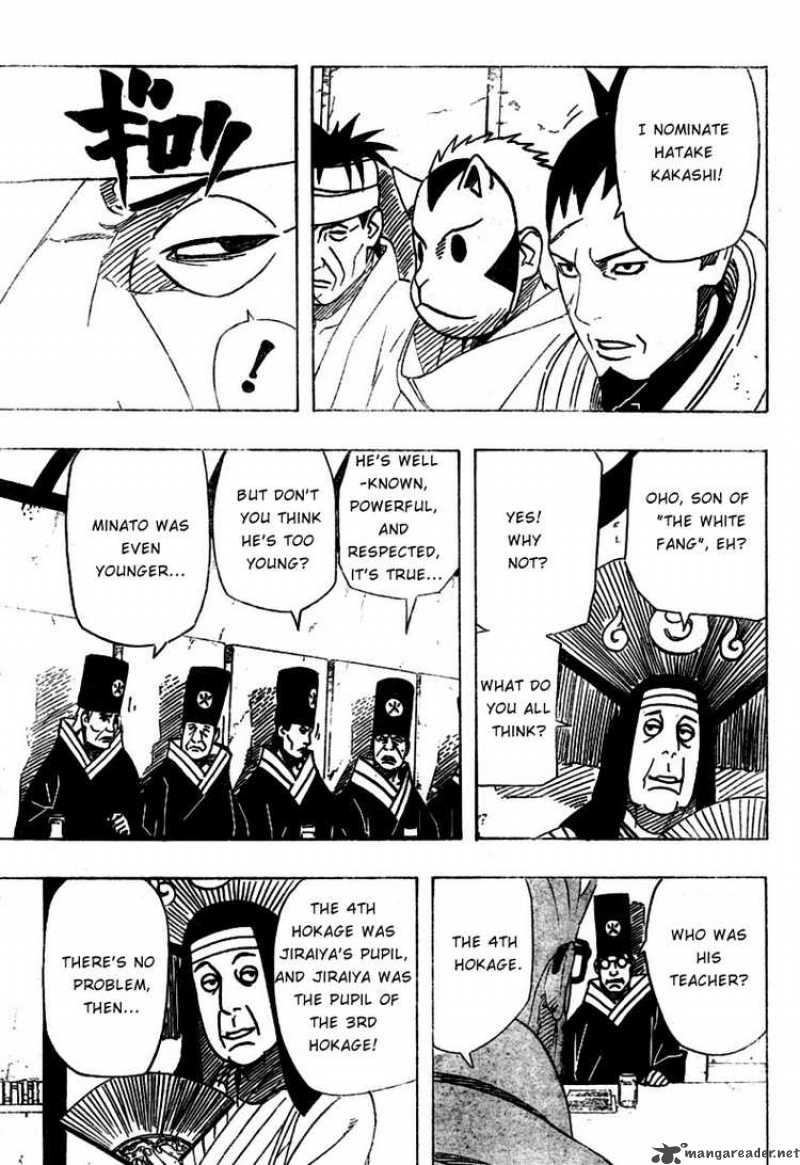 I NOMINATE
HATAKE
KAKASHI!
ギロリ
!
OHO, SON OF
"THE WHITE
FANG", EH?
YES!
WHY
NOT?
WHAT DO
YOU ALL
THINK?
HE'S WELL
-KNOWN,
POWERFUL,
AND
RESPECTED,
IT'S TRUE...
BUT DON'T
YOU THINK
HE'S TOO
YOUNG?
MINATO WAS
EVEN
YOUNGER...
WHO WAS
HIS
TEACHER?
THE 4TH
HOKAGE.
THE 4TH
HOKAGE WAS
JIRAIYA'S PUPIL,
AND JIRAIYA WAS
THE PUPIL OF
THE 3RD
HOKAGE!
THERE'S NO
PROBLEM,
THEN...
mangareader.net